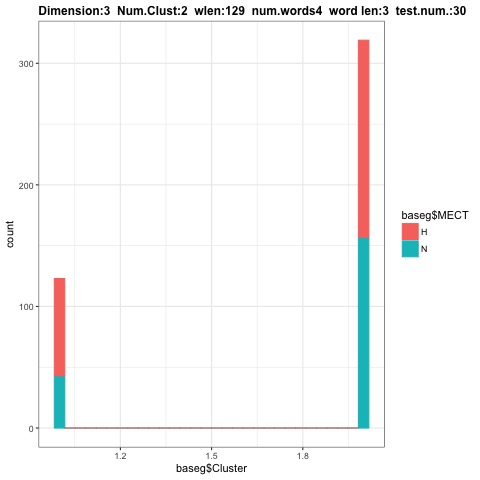 Dimension:3 Num.Clust:2 wlen:129 num.words4 word len:3 test.num.:30
300
200
100
0
count
1.2 1.5 1.8
baseg$Cluster
baseg$MECT
H
N